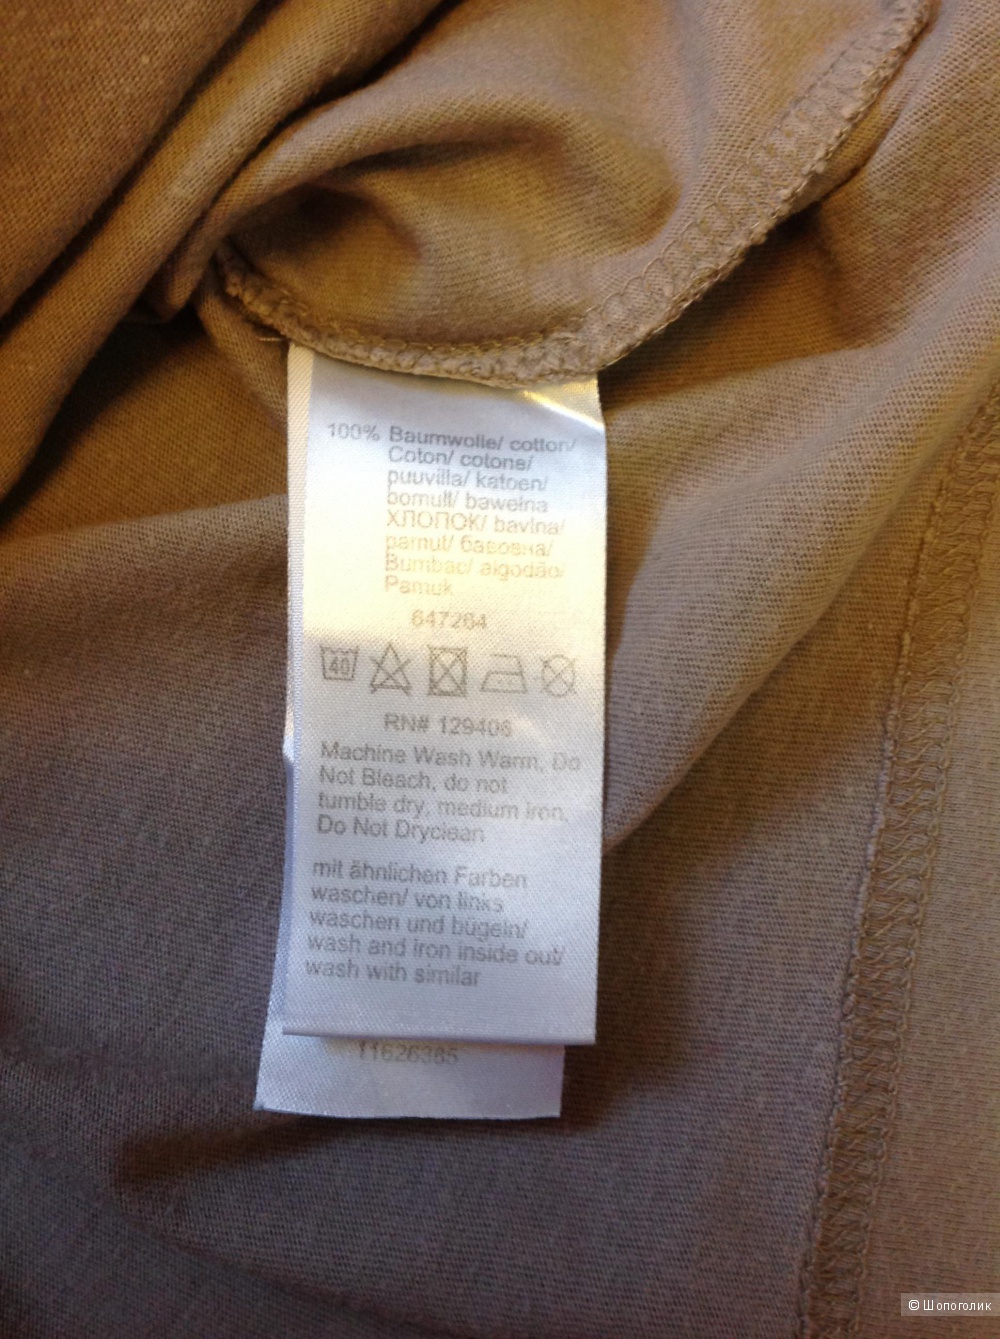 100% Baumwolle/ cotton/
Coton/ cotone/
puuvilla/ katoen/
bomull/ bawełna
ХЛОПОК/ bavlna/
pamut/ бавовна/
Bumbac/ algodão/
Pamuk
647264
40
RN# 129406
Machine Wash Warm, Do
Not Bleach, do not
tumble dry, medium iron,
Do Not Dryclean
mit ähnlichen Farben
waschen/ von links
waschen und bügeln/
wash and iron inside out/
wash with similar
11626385
© Шопоголик